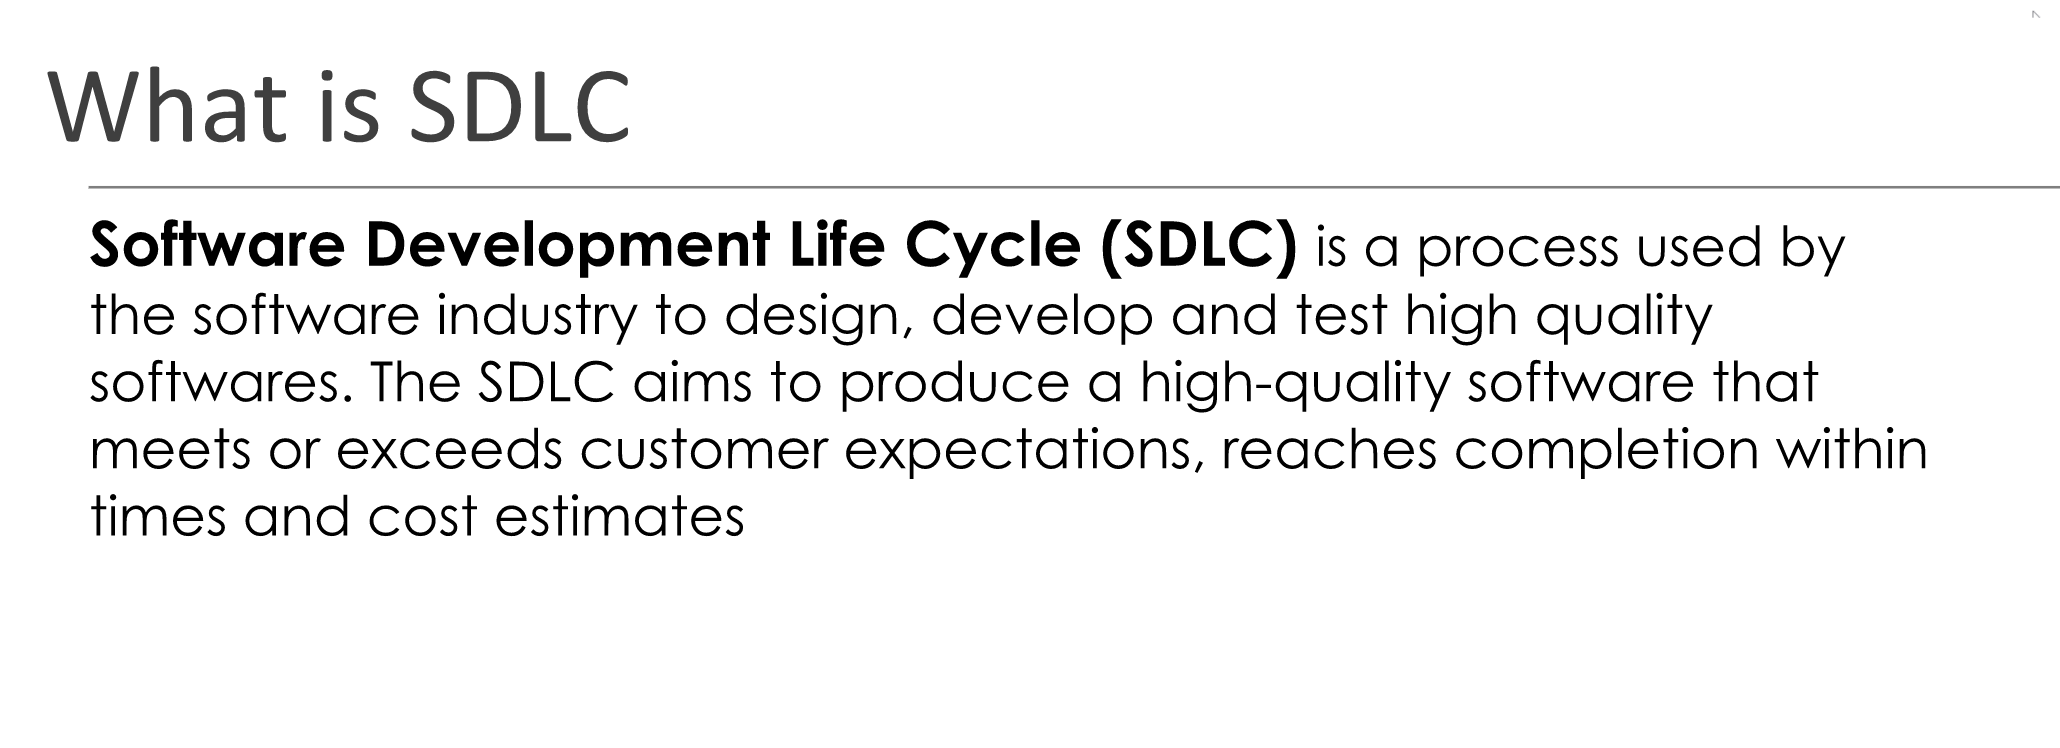 What is SDLC
Software Development Life Cycle (SDLC) is a process used by
the software industry to design, develop and test high quality
softwares. The SDLC aims to produce a high-quality software that
meets or exceeds customer expectations, reaches completion within
times and cost estimates